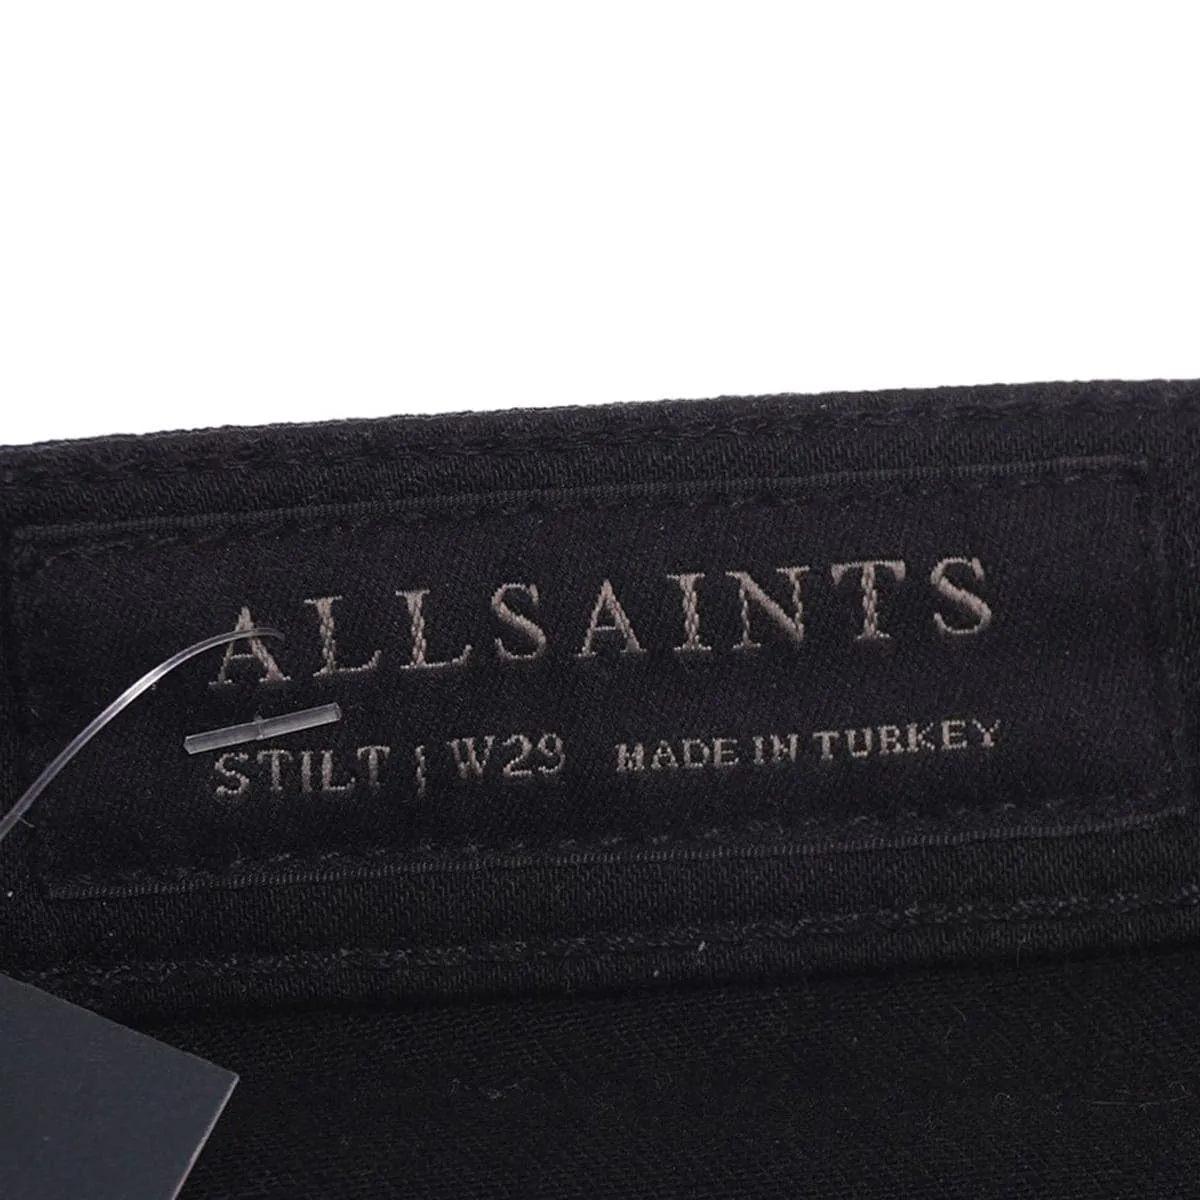 ALLSAINTS
STILT | W29 MADE IN TURKEY